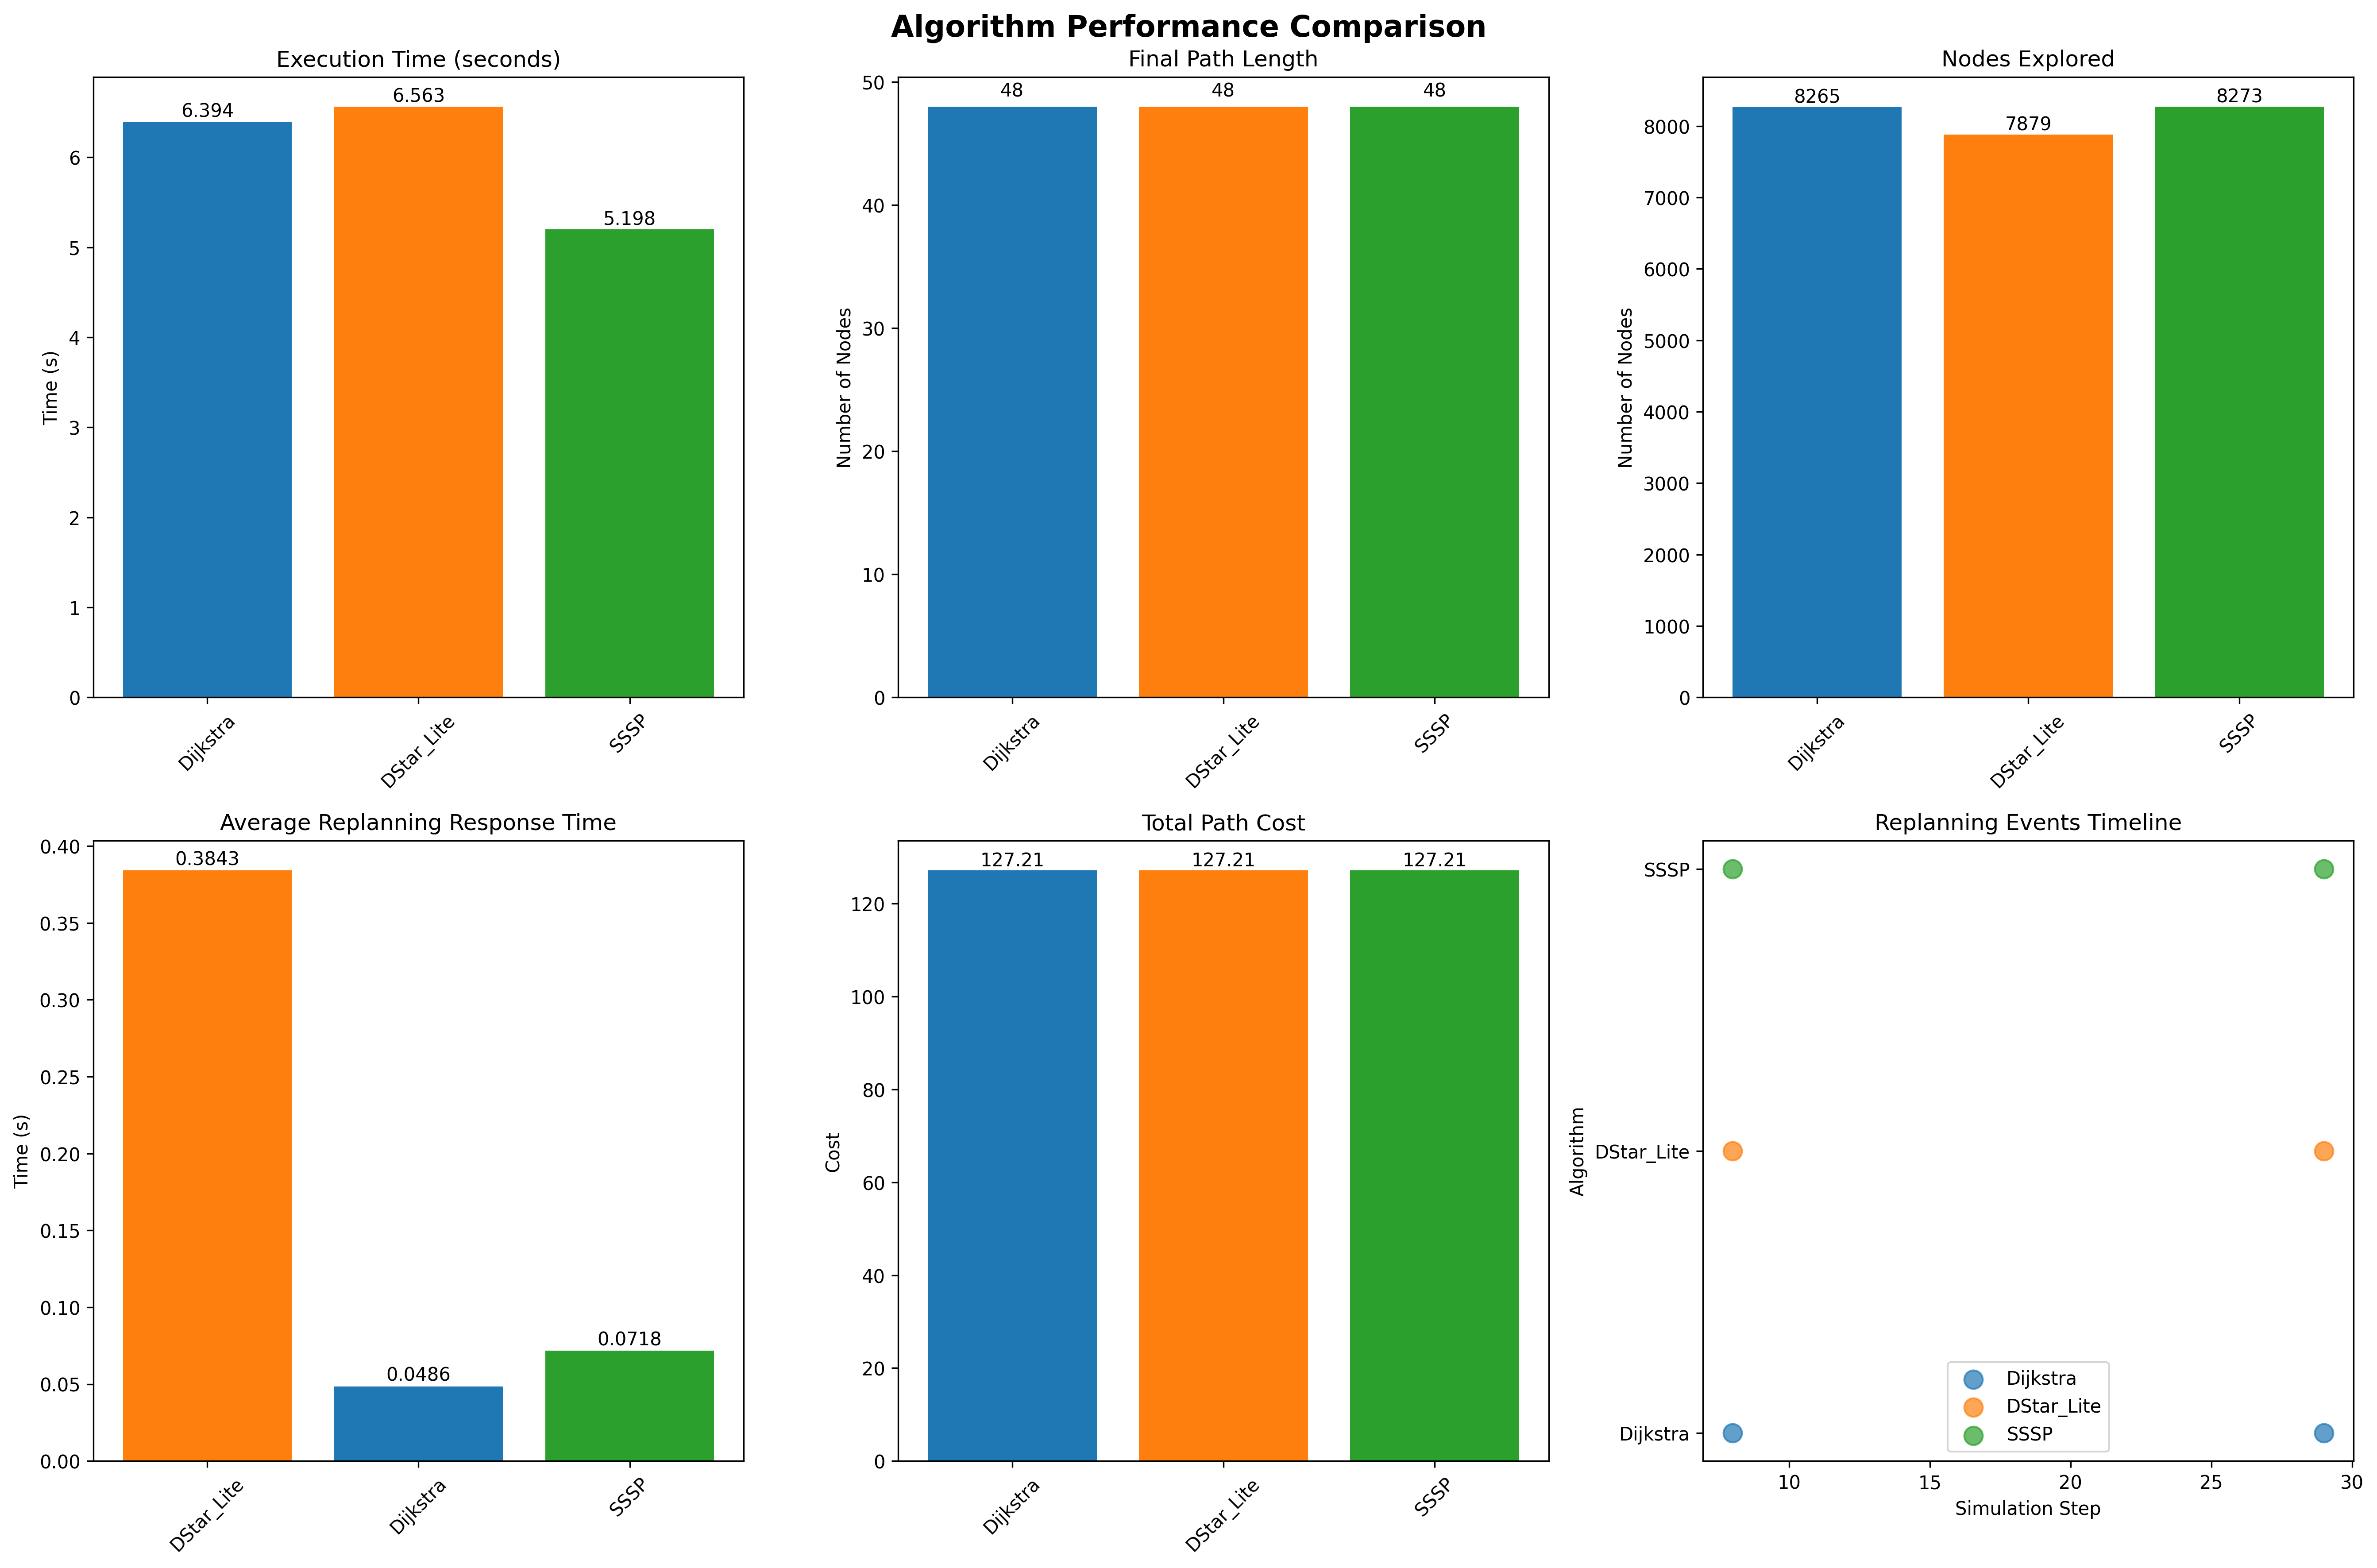 Algorithm Performance Comparison
Execution Time (seconds)
Time (s)
0
1
2
3
4
5
6
6.394
6.563
5.198
Dijkstra
DStar_Lite
SSSP
Final Path Length
Number of Nodes
0
10
20
30
40
50
48
48
48
Dijkstra
DStar_Lite
SSSP
Nodes Explored
Number of Nodes
0
1000
2000
3000
4000
5000
6000
7000
8000
8265
7879
8273
Dijkstra
DStar_Lite
SSSP
Average Replanning Response Time
Time (s)
0.00
0.05
0.10
0.15
0.20
0.25
0.30
0.35
0.40
0.3843
0.0486
0.0718
DStar_Lite
Dijkstra
SSSP
Total Path Cost
Cost
0
20
40
60
80
100
120
127.21
127.21
127.21
Dijkstra
DStar_Lite
SSSP
Replanning Events Timeline
Algorithm
SSSP
DStar_Lite
Dijkstra
Dijkstra
DStar_Lite
SSSP
10
15
20
25
30
Simulation Step